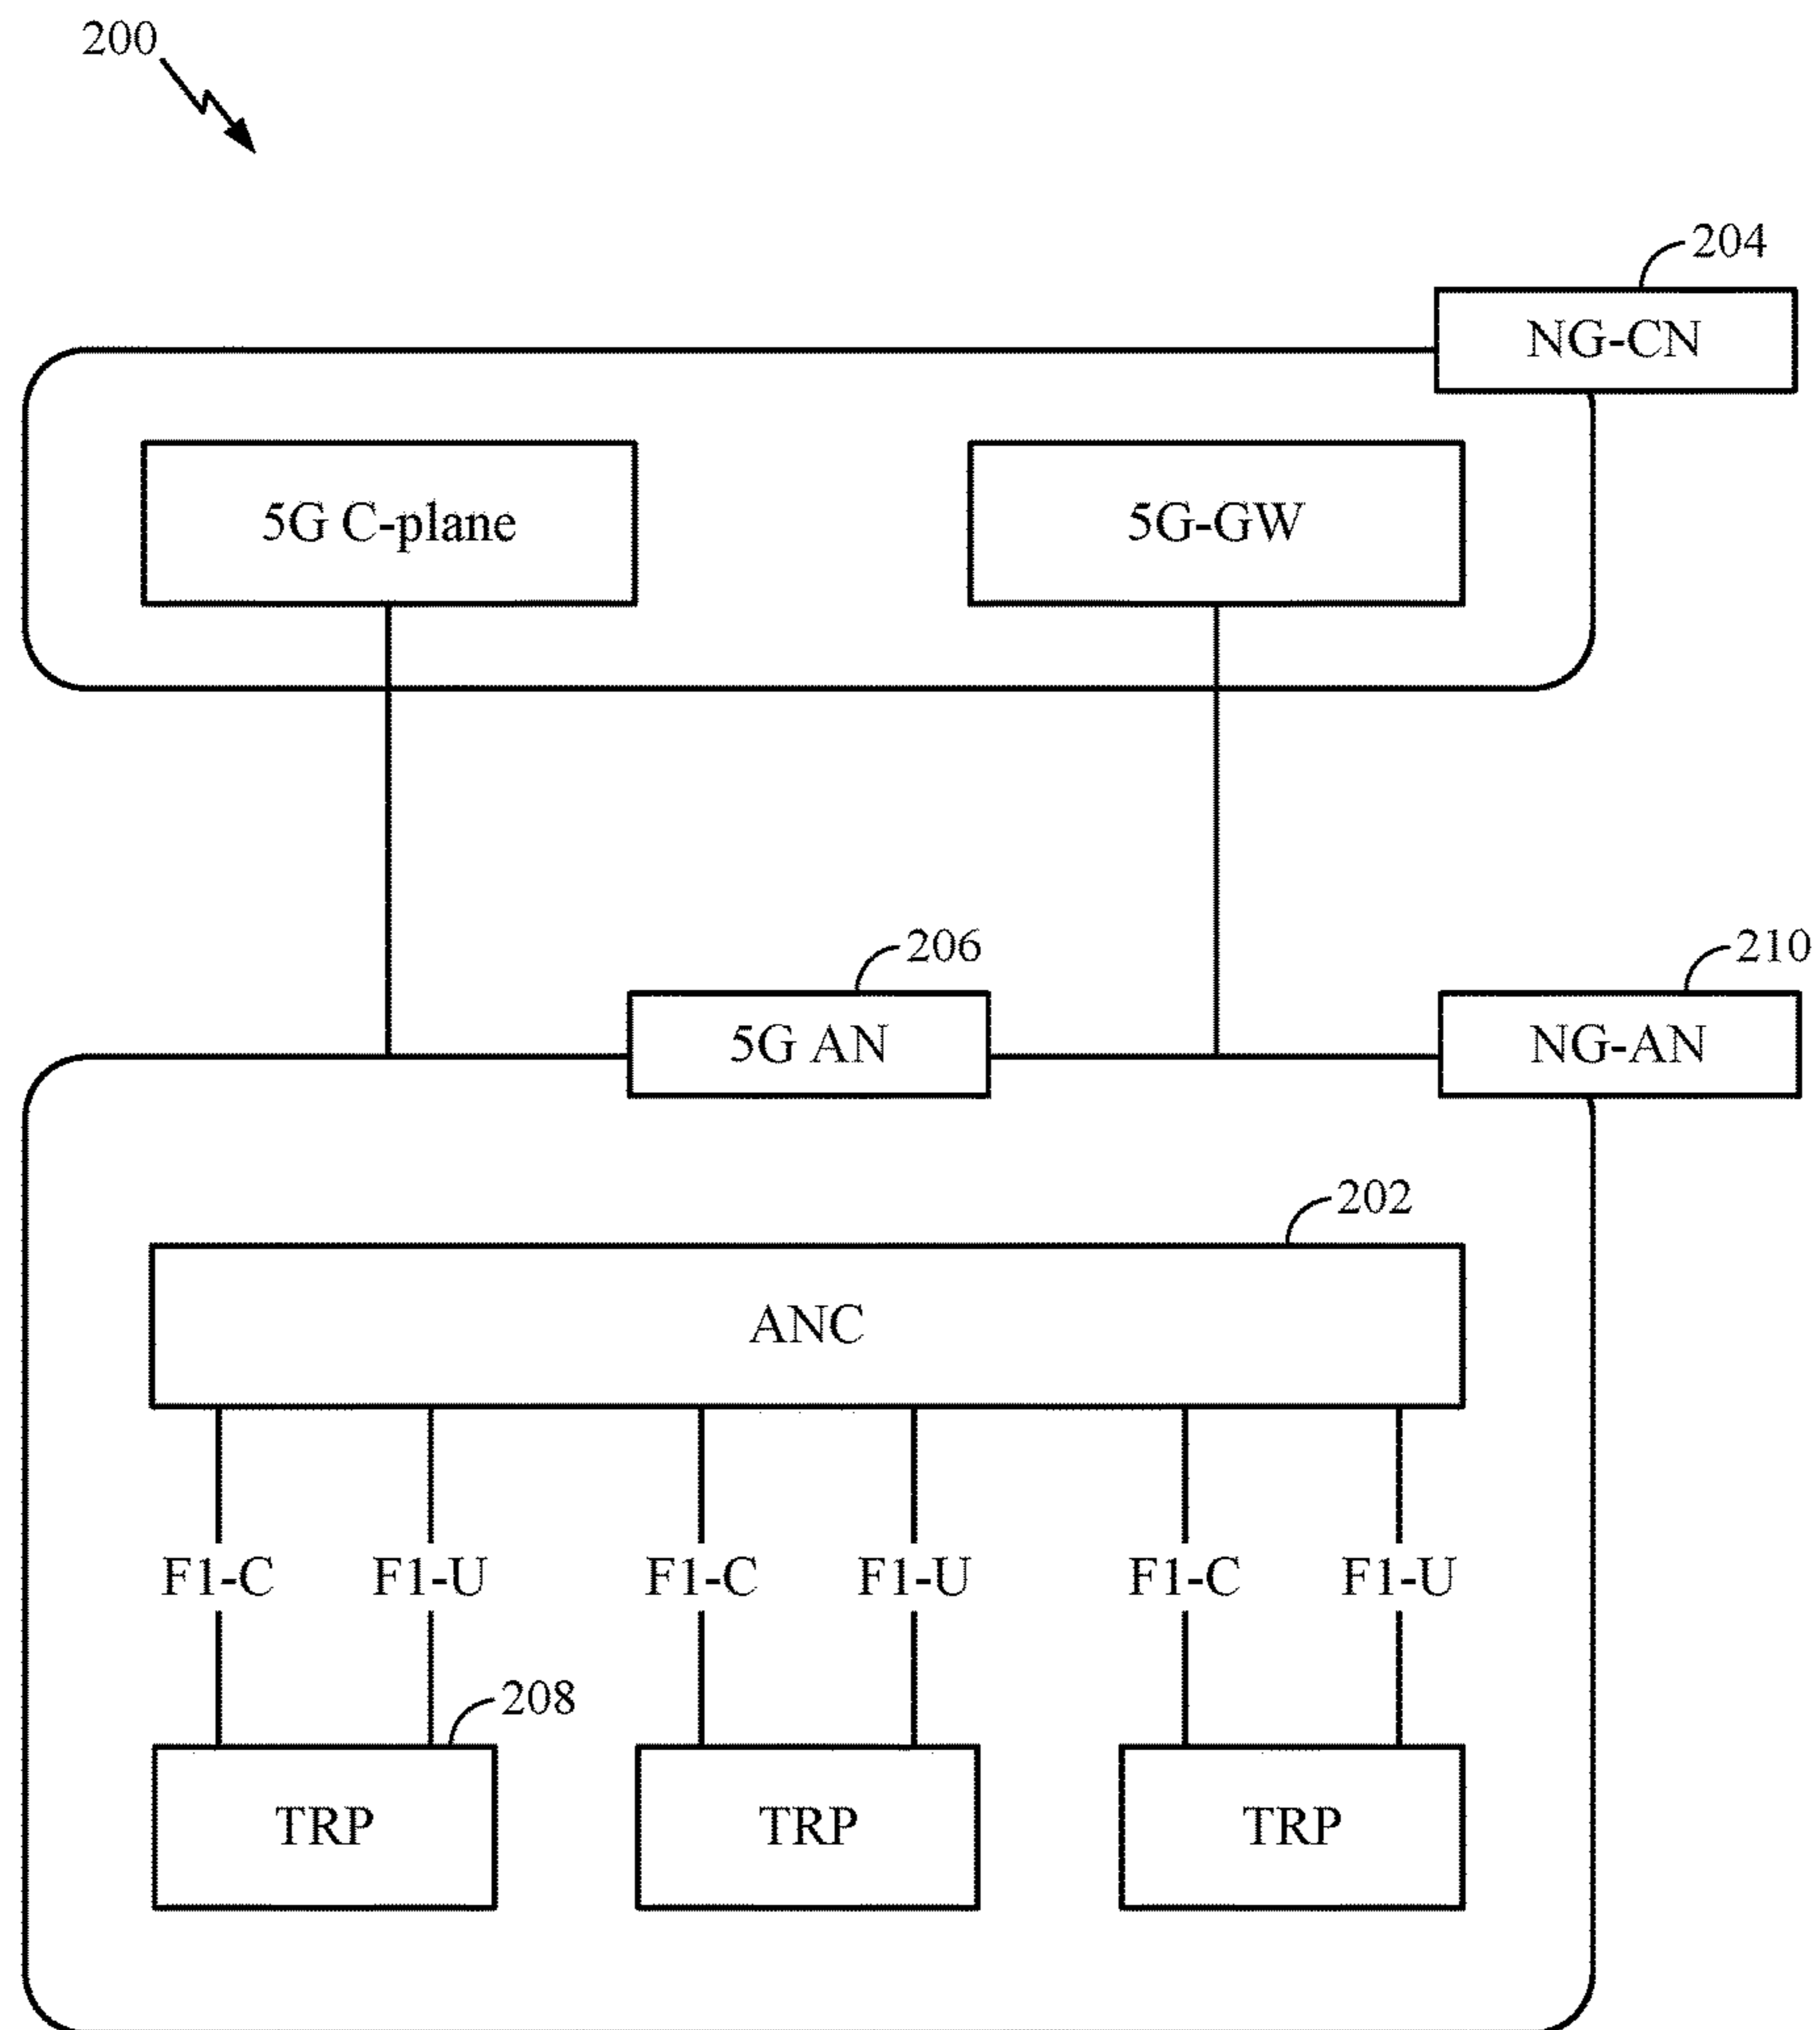 200
204
NG-CN
5G C-plane
5G-GW
206
210
5G AN
NG-AN
202
ANC
F1-C
F1-U
F1-C
F1-U
F1-C
F1-U
208
TRP
TRP
TRP